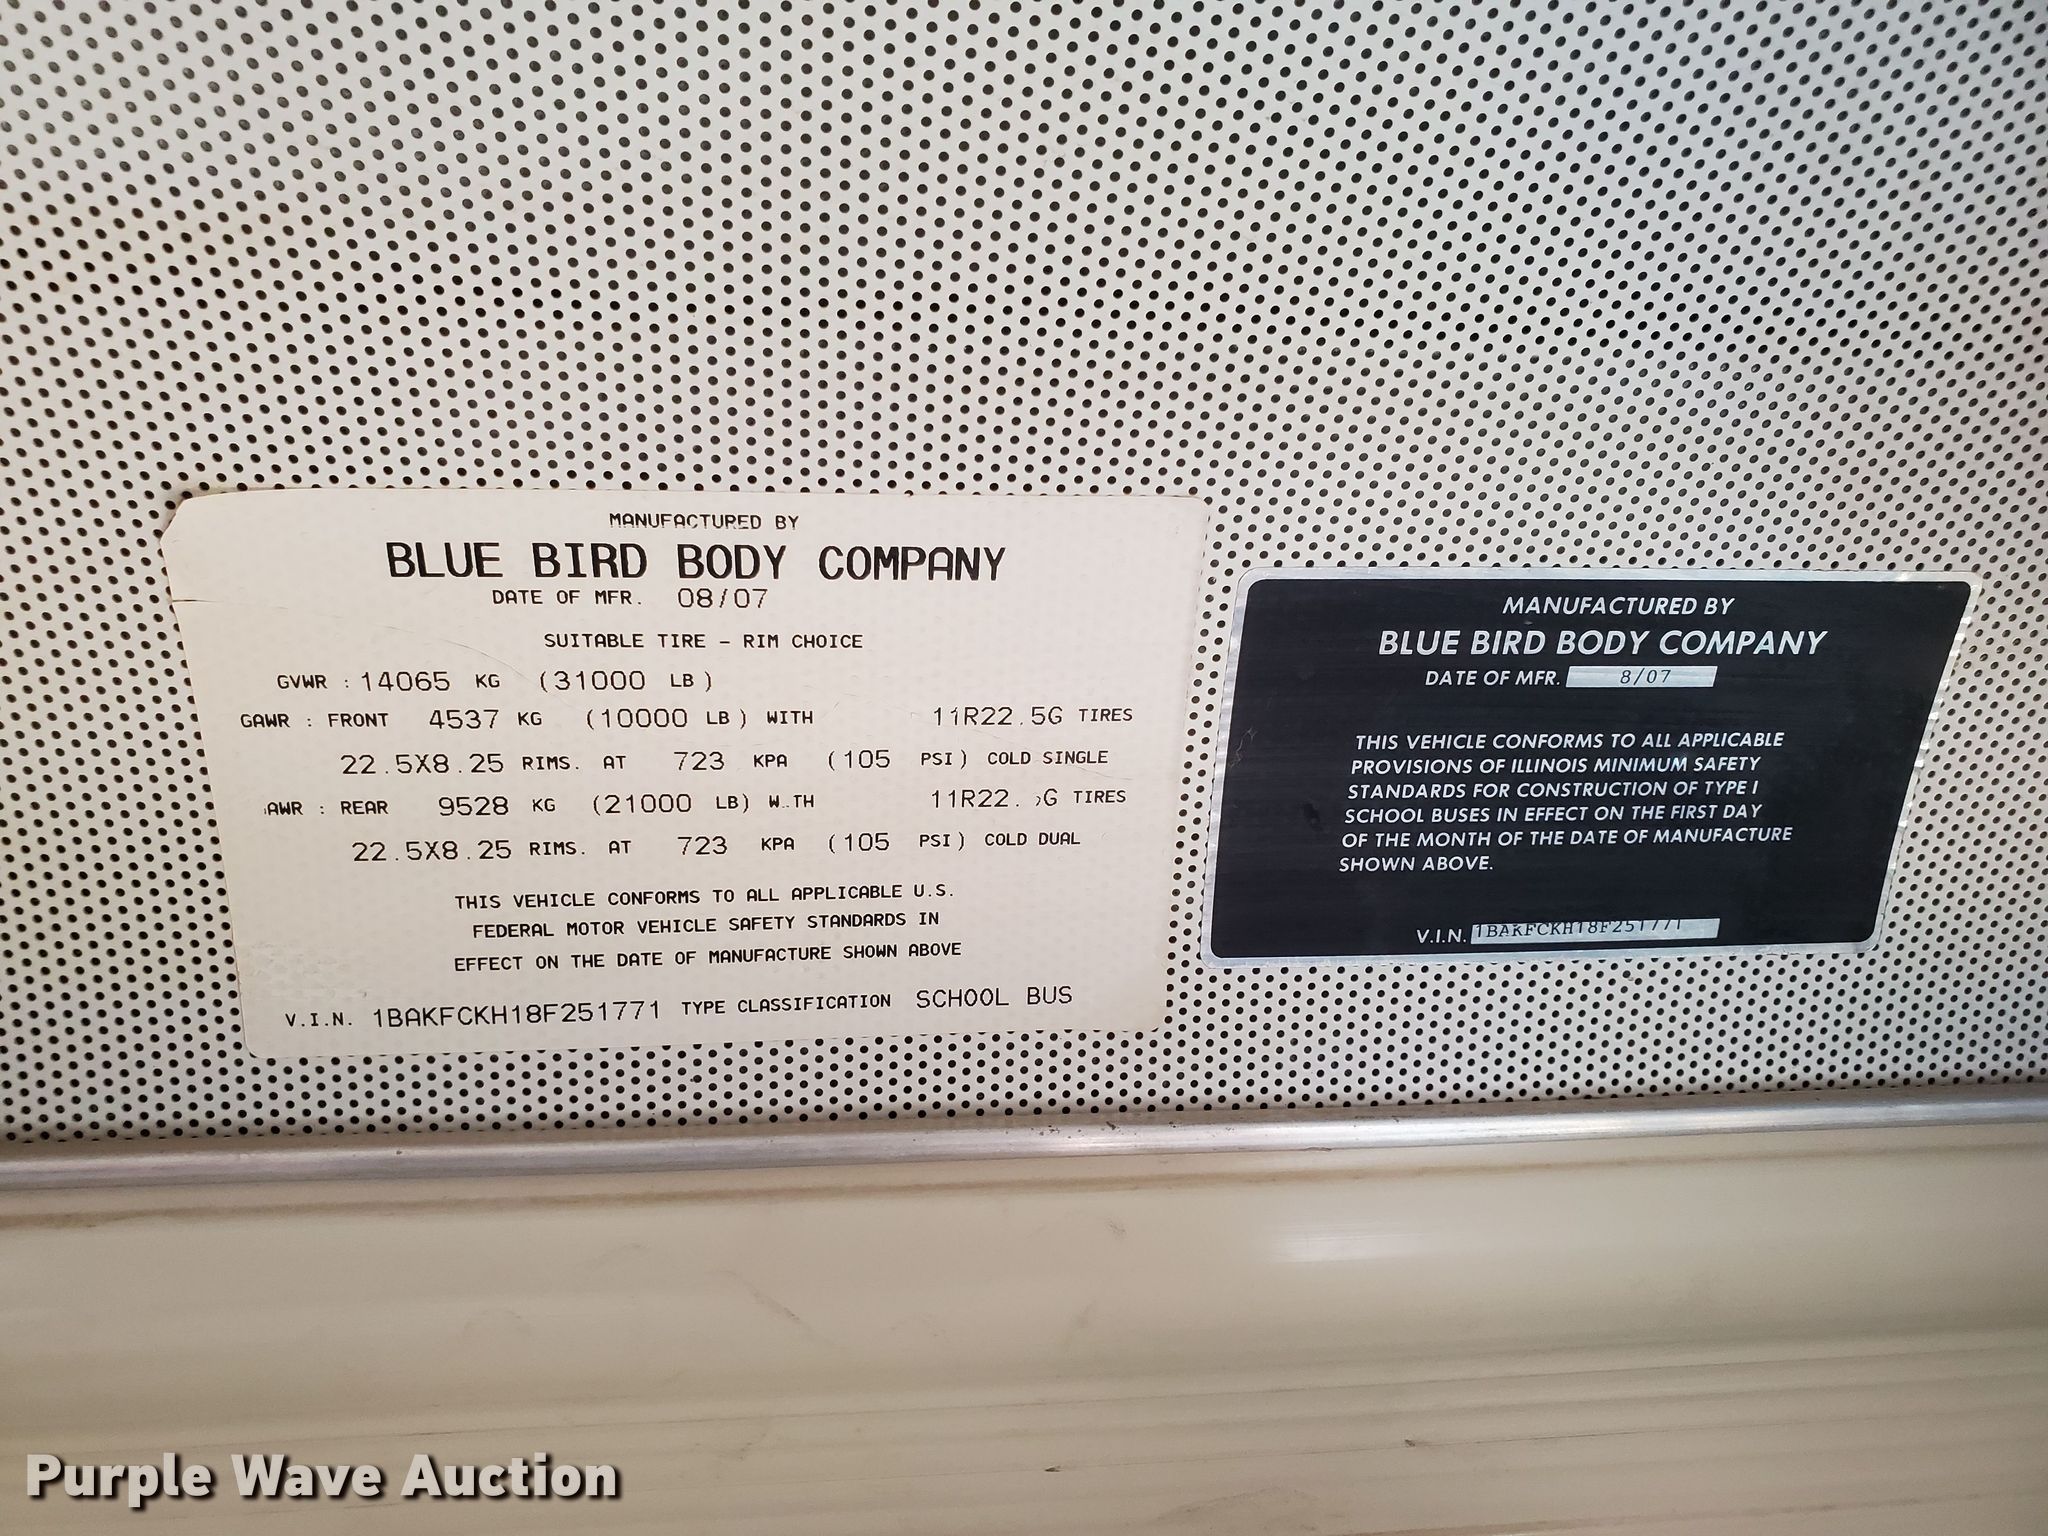 MANUFACTURED BY
BLUE BIRD BODY COMPANY
DATE OF MFR. 08/07
SUITABLE TIRE - RIM CHOICE
GVWR : 14065 KG (31000 LB)
GAWR : FRONT 4537 KG (10000 LB) WITH 11R22.5G TIRES
22.5X8.25 RIMS. AT 723 KPA (105 PSI) COLD SINGLE
AWR : REAR 9528 KG (21000 LB) W..TH 11R22. G TIRES
22.5X8.25 RIMS. AT 723 KPA (105 PSI) COLD DUAL
THIS VEHICLE CONFORMS TO ALL APPLICABLE U.S.
FEDERAL MOTOR VEHICLE SAFETY STANDARDS IN
EFFECT ON THE DATE OF MANUFACTURE SHOWN ABOVE
V.I.N. 1BAKFCKH18F251771 TYPE CLASSIFICATION SCHOOL BUS
MANUFACTURED BY
BLUE BIRD BODY COMPANY
DATE OF MFR. 8/07
THIS VEHICLE CONFORMS TO ALL APPLICABLE
PROVISIONS OF ILLINOIS MINIMUM SAFETY
STANDARDS FOR CONSTRUCTION OF TYPE I
SCHOOL BUSES IN EFFECT ON THE FIRST DAY
OF THE MONTH OF THE DATE OF MANUFACTURE
SHOWN ABOVE.
V.I.N. 1BAKFCKH18F251771
Purple Wave Auction